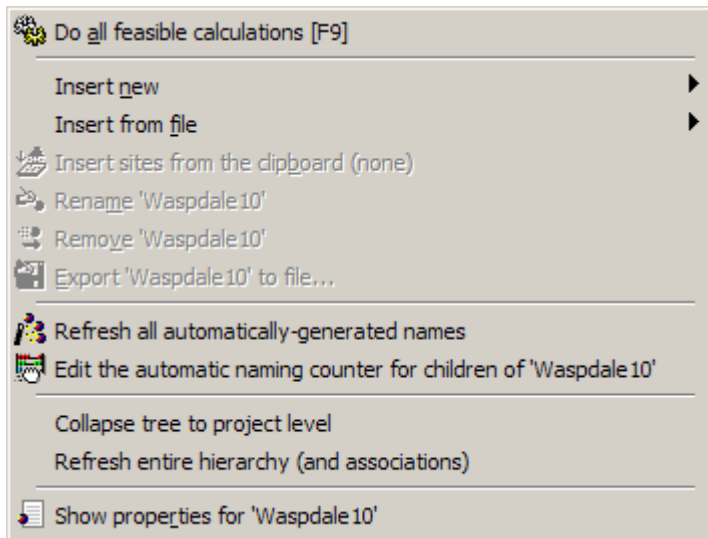 Do all feasible calculations [F9]
Insert new
Insert from file
Insert sites from the clipboard (none)
Rename 'Waspdale10'
Remove 'Waspdale10'
Export 'Waspdale10' to file...
Refresh all automatically-generated names
Edit the automatic naming counter for children of 'Waspdale10'
Collapse tree to project level
Refresh entire hierarchy (and associations)
Show properties for 'Waspdale10'